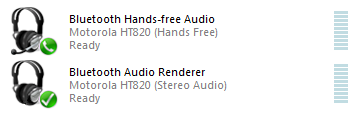 Bluetooth Hands-free Audio
Motorola HT820 (Hands Free)
Ready
Bluetooth Audio Renderer
Motorola HT820 (Stereo Audio)
Ready